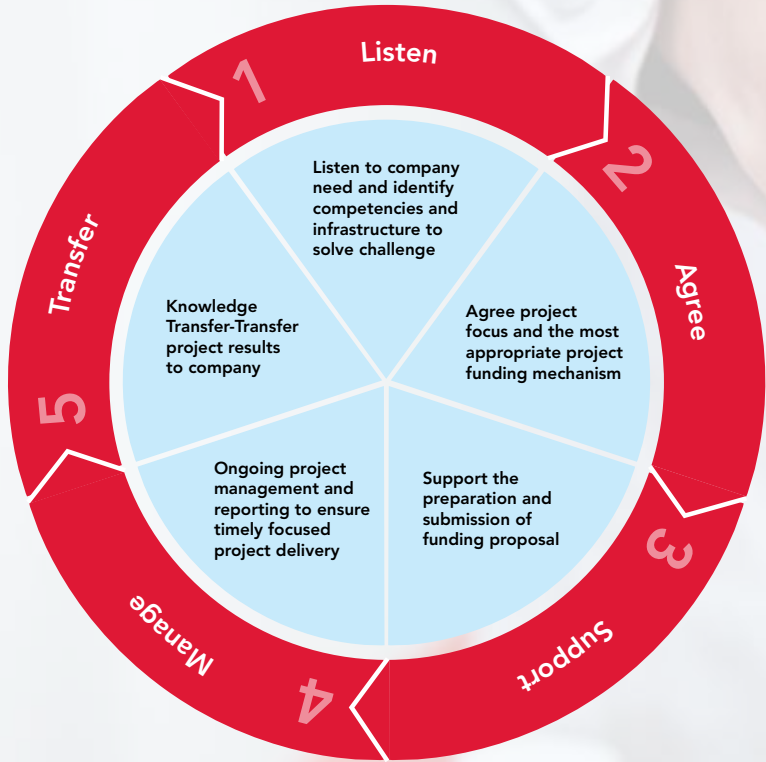 1
Listen
Listen to company
need and identify
competencies and
infrastructure to
solve challenge
2
Agree
Agree project
focus and the most
appropriate project
funding mechanism
3
Support
Support the
preparation and
submission of
funding proposal
4
Manage
Ongoing project
management and
reporting to ensure
timely focused
project delivery
5
Transfer
Knowledge
Transfer-Transfer
project results
to company